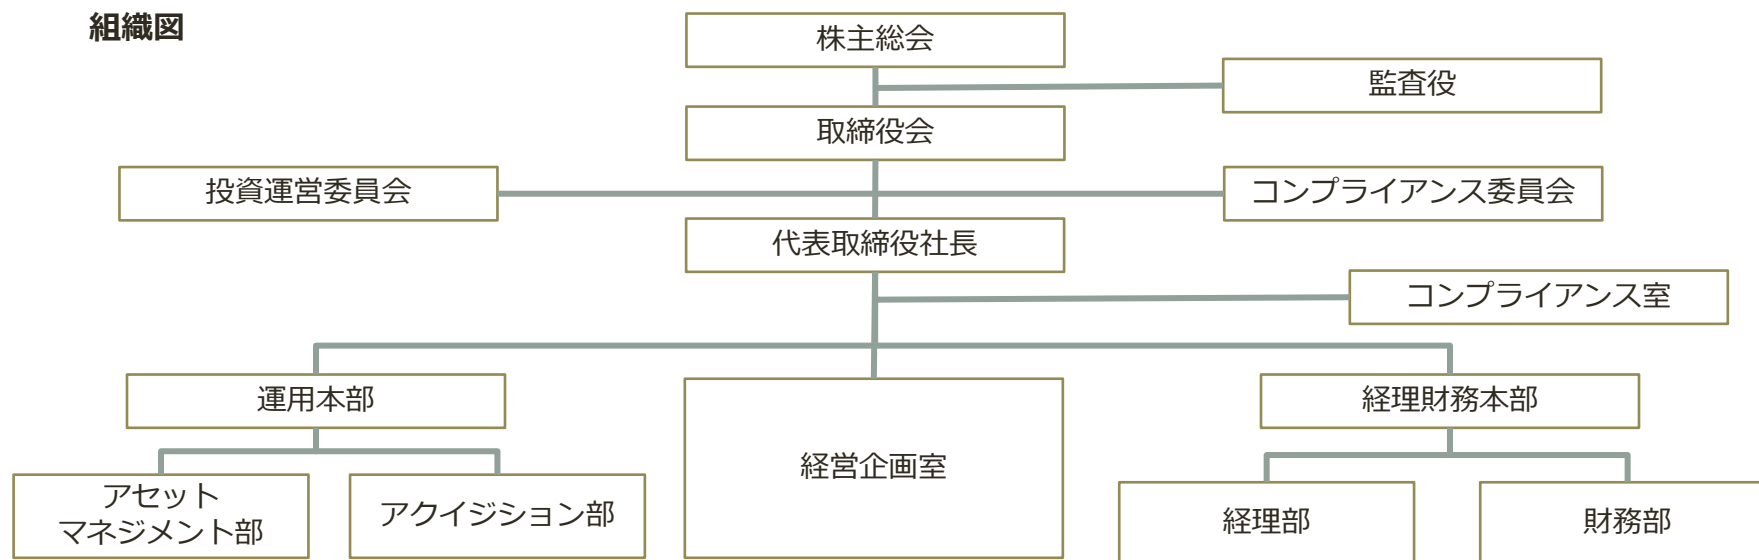 組織図
株主総会
監査役
取締役会
投資運営委員会
コンプライアンス委員会
代表取締役社長
コンプライアンス室
運用本部
経理財務本部
経営企画室
アセット
マネジメント部
アクイジション部
経理部
財務部